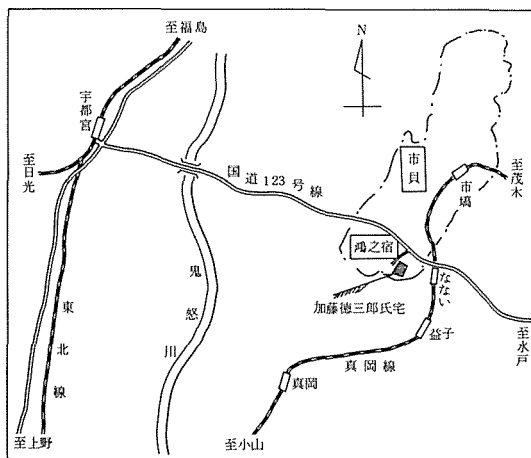 至福島
N
宇都宮
至日光
国道123号線
市貝
市塙
至茂木
鴻之宿
なない
加藤徳三郎氏宅
鬼怒川
東北線
益子
至水戸
真岡線
真岡
至上野
至小山